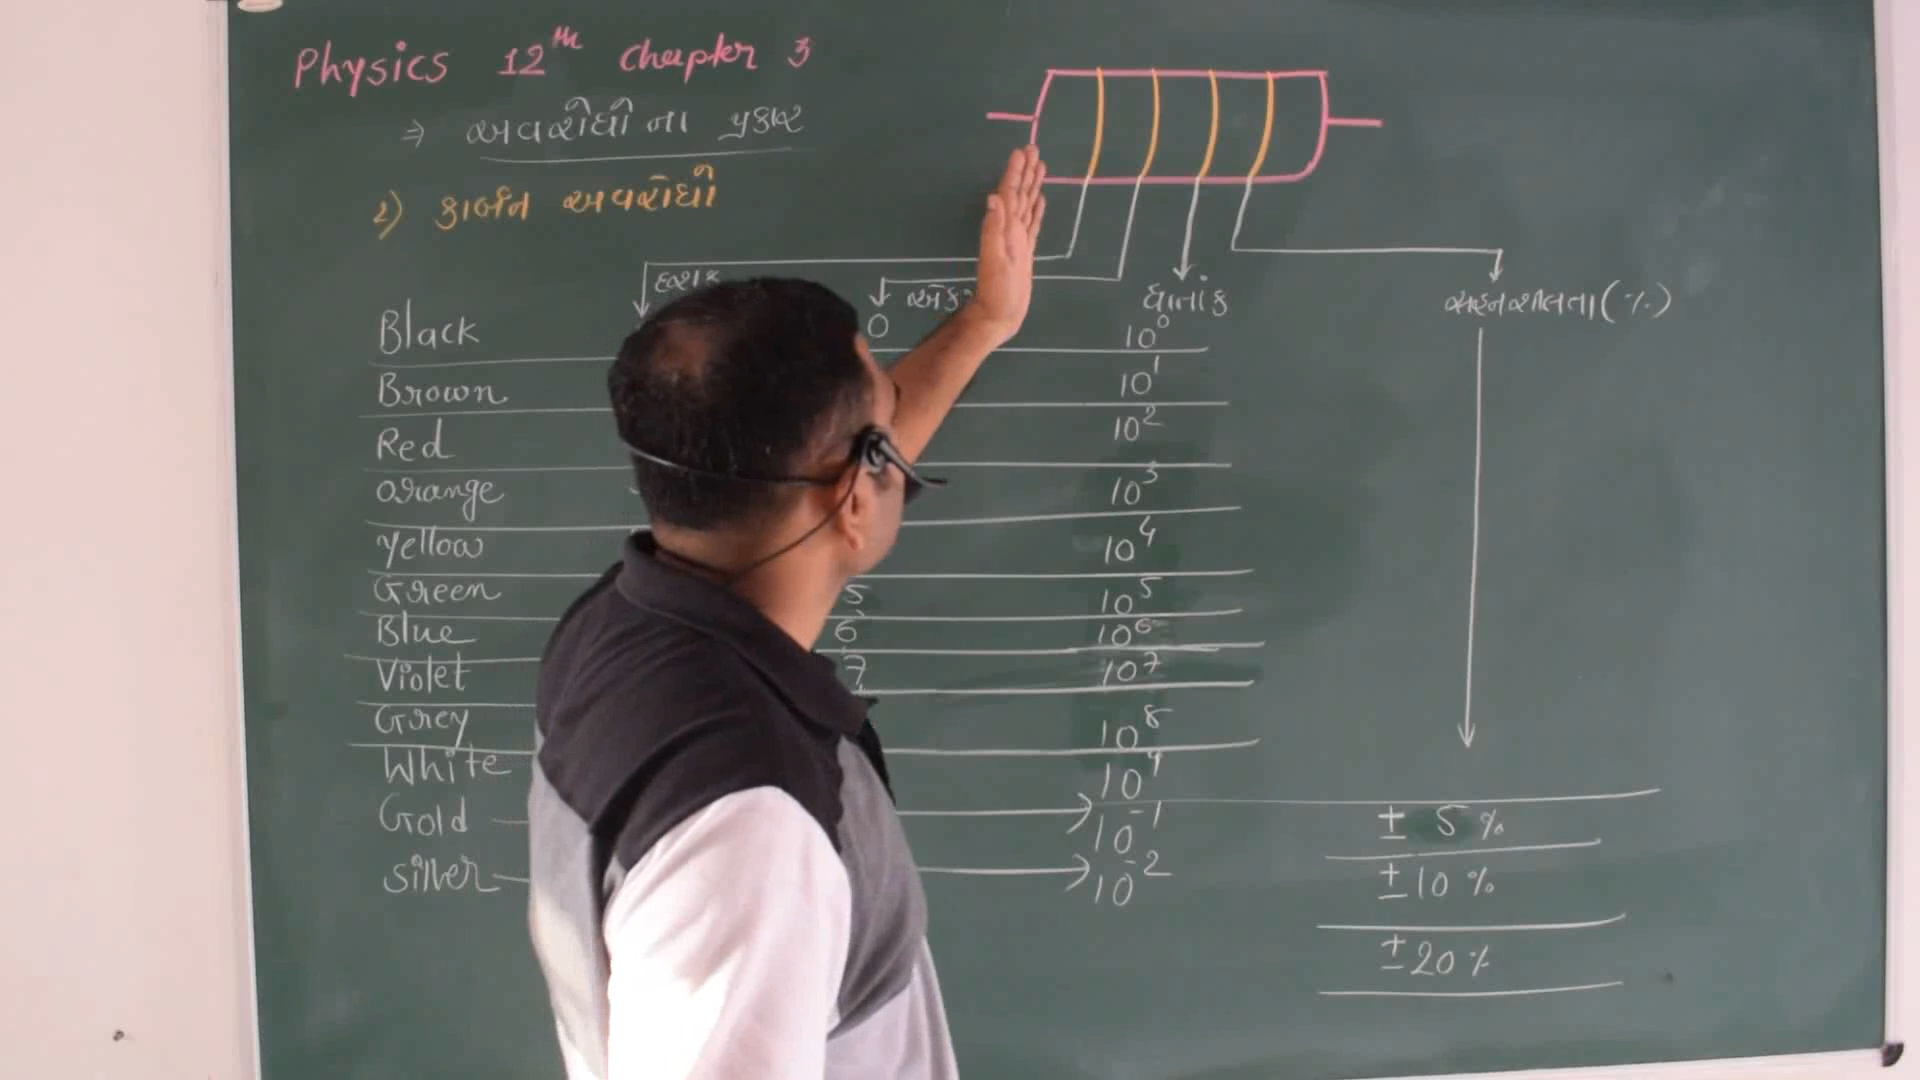 Physics 12th Chapter 3
⇒ અવરોધોના પ્રકાર
૨) કાર્બન અવરોધો
ઘાતાંક
સહનશીલતા (%)
Black 0 10⁰
Brown 10¹
Red 10²
Orange 10³
Yellow 10⁴
Green 5 10⁵
Blue 6 10⁶
Violet 7 10⁷
Grey 10⁸
White 10⁹
Gold → 10⁻¹ ± 5 %
Silver → 10⁻² ± 10 %
± 20 %